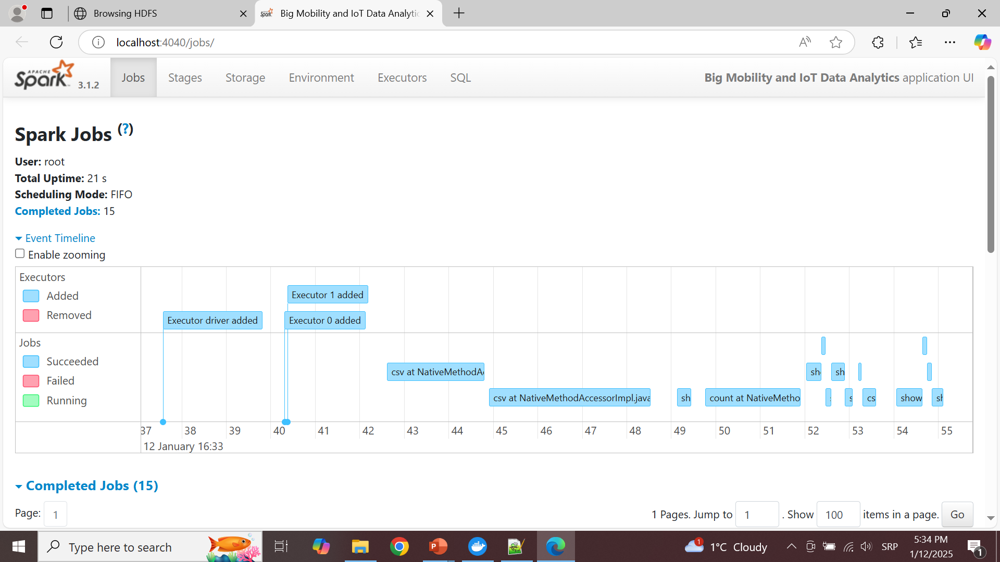 Browsing HDFS
Big Mobility and IoT Data Analytic
localhost:4040/jobs/
APACHE Spark 3.1.2
Jobs Stages Storage Environment Executors SQL
Big Mobility and IoT Data Analytics application UI
Spark Jobs (?)
User: root
Total Uptime: 21 s
Scheduling Mode: FIFO
Completed Jobs: 15
Event Timeline
Enable zooming
Executors
Added
Removed
Executor 1 added
Executor driver added
Executor 0 added
Jobs
Succeeded
Failed
Running
csv at NativeMethodA
sh
sh
csv at NativeMethodAccessorImpl.java
sh
count at NativeMetho
s
cs
show
sh
37 38 39 40 41 42 43 44 45 46 47 48 49 50 51 52 53 54 55
12 January 16:33
Completed Jobs (15)
Page: 1
1 Pages. Jump to 1 . Show 100 items in a page. Go
Type here to search
1
1°C Cloudy
SRP
5:34 PM
1/12/2025
1